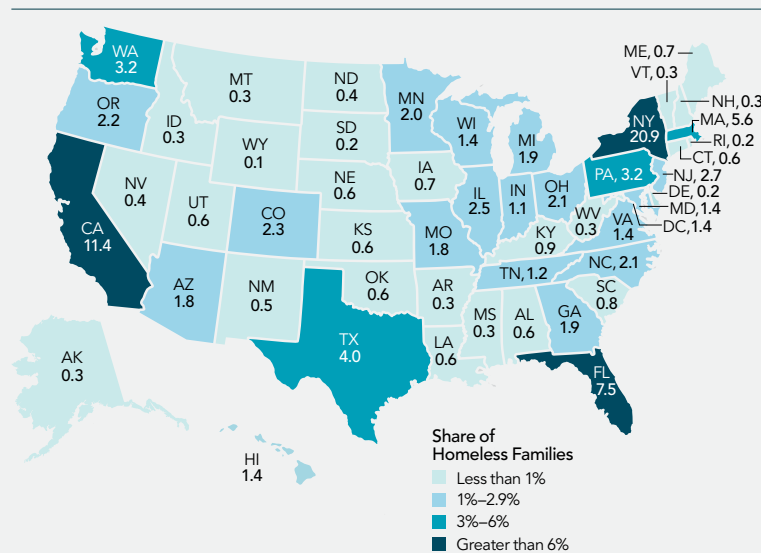 WA
3.2
OR
2.2
CA
11.4
ID
0.3
NV
0.4
MT
0.3
WY
0.1
UT
0.6
AZ
1.8
CO
2.3
NM
0.5
ND
0.4
SD
0.2
NE
0.6
KS
0.6
OK
0.6
TX
4.0
MN
2.0
IA
0.7
MO
1.8
AR
0.3
LA
0.6
WI
1.4
IL
2.5
MI
1.9
IN
1.1
OH
2.1
KY
0.9
TN, 1.2
MS
0.3
AL
0.6
GA
1.9
FL
7.5
SC
0.8
NC, 2.1
VA
1.4
WV
0.3
PA, 3.2
NY
20.9
ME, 0.7
VT, 0.3
NH, 0.3
MA, 5.6
RI, 0.2
CT, 0.6
NJ, 2.7
DE, 0.2
MD, 1.4
DC, 1.4
AK
0.3
HI
1.4
Share of
Homeless Families
Less than 1%
1%–2.9%
3%–6%
Greater than 6%